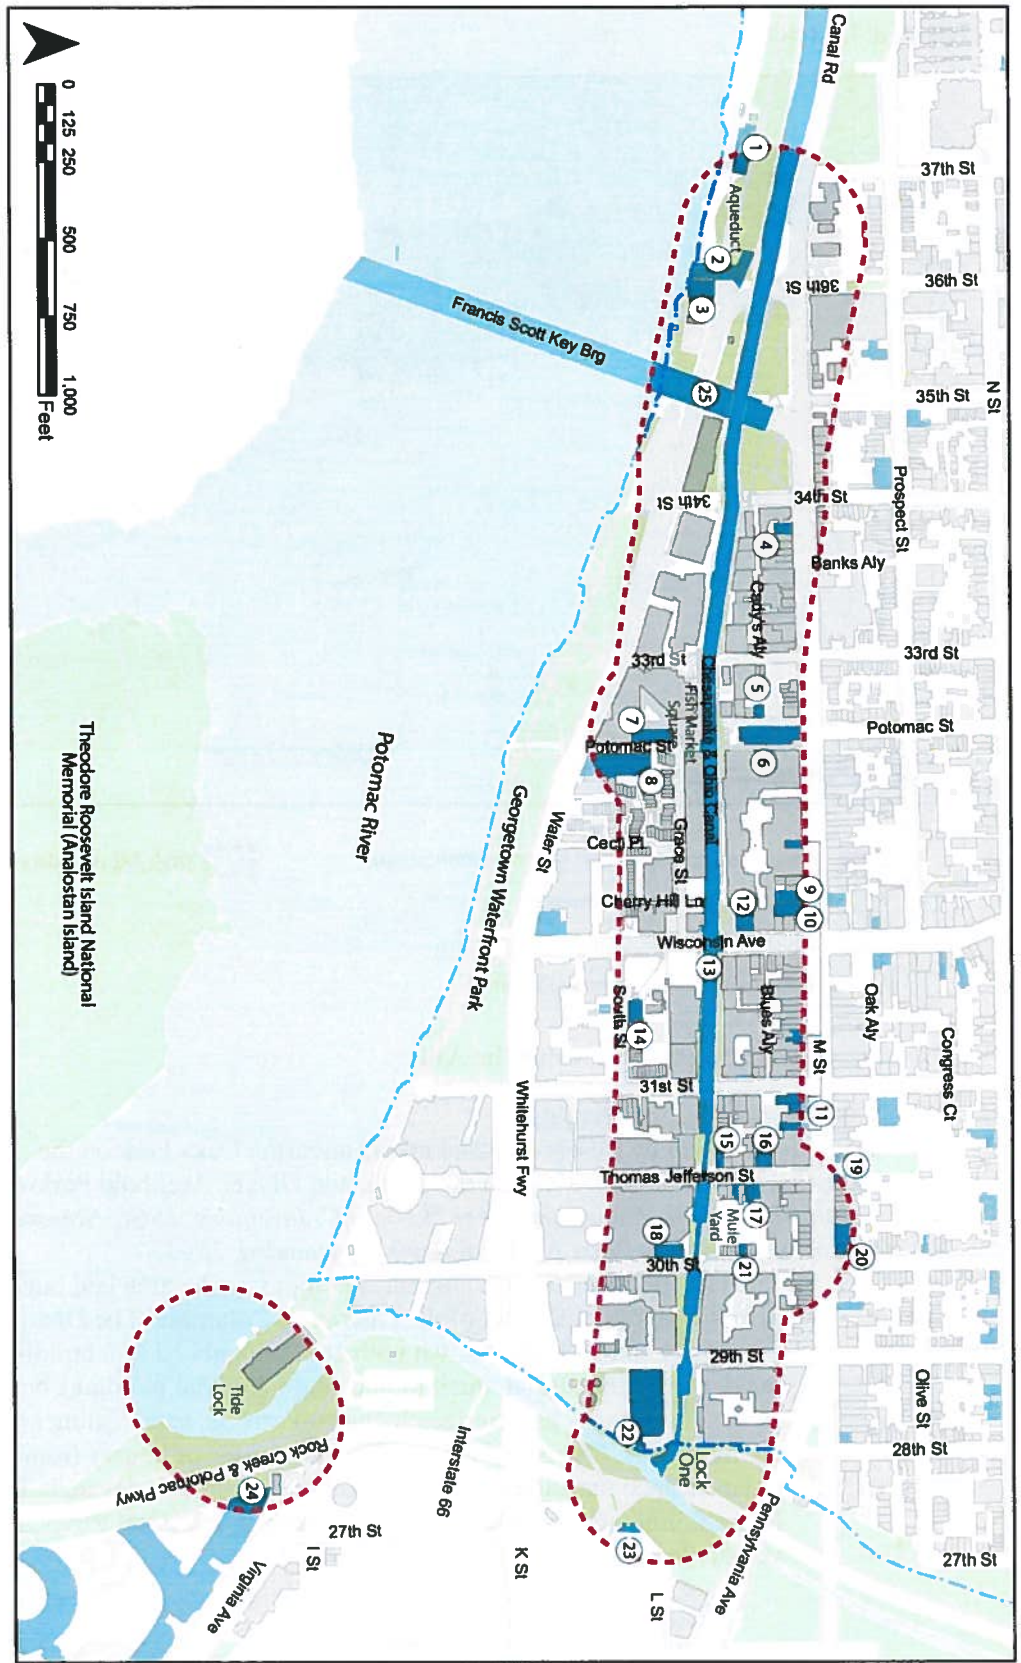 Canal Rd
37th St
36th St
36th St
35th St
N St
34th St
34th St
Prospect St
Banks Aly
Cady's Aly
33rd St
33rd St
Potomac St
Potomac St
Aqueduct
Francis Scott Key Brg
Chesapeake & Ohio Canal
Fish Market
Square
Grace St
Cecil Pl
Cherry Hill Ln
Wisconsin Ave
Water St
Georgetown Waterfront Park
Potomac River
Theodore Roosevelt Island National
Memorial (Analostan Island)
Blues Aly
M St
Oak Aly
Congress Ct
South St
31st St
Whitehurst Fwy
Thomas Jefferson St
Mule
Yard
30th St
29th St
Olive St
28th St
Lock
One
Tide
Lock
Rock Creek & Potomac Pkwy
Interstate 66
Pennsylvania Ave
27th St
27th St
Virginia Ave
I St
K St
L St
1
2
3
4
5
6
7
8
9
10
11
12
13
14
15
16
17
18
19
20
21
22
23
24
25
0 125 250 500 750 1,000
Feet